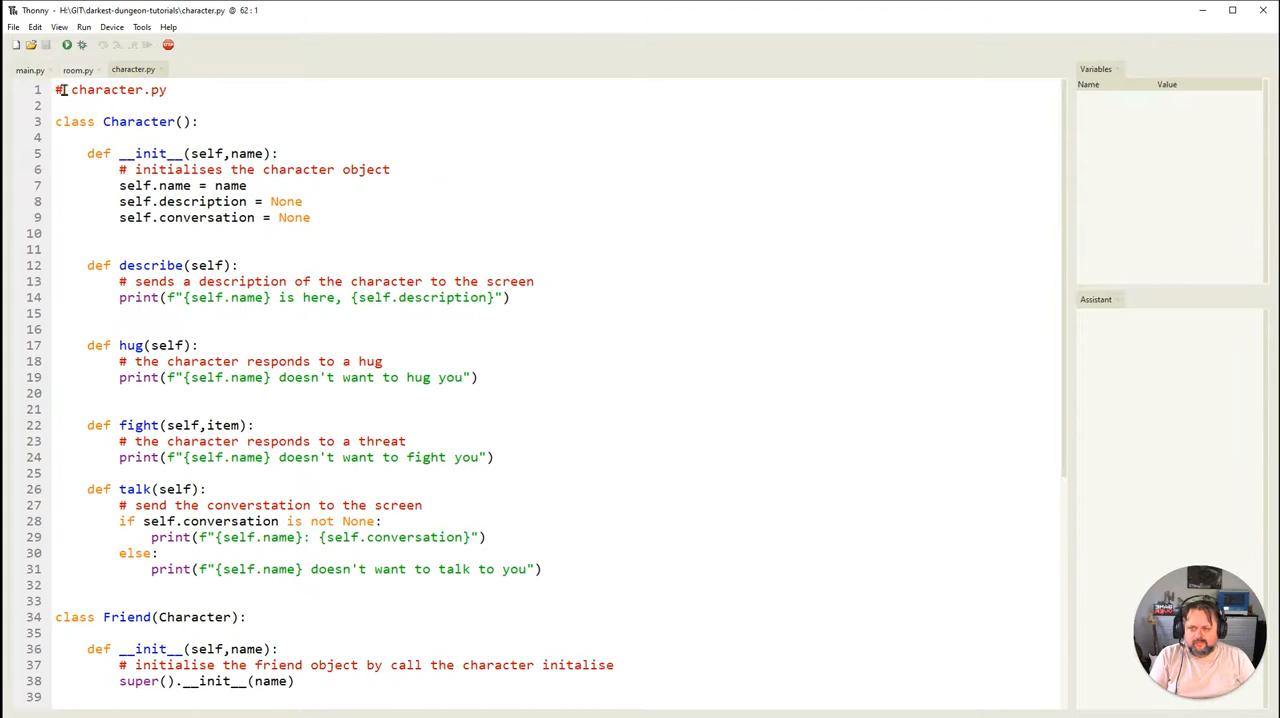 Thonny - H:\GIT\darkest-dungeon-tutorials\character.py @ 62 : 1
File Edit View Run Device Tools Help
main.py room.py character.py
Variables
Name Value
Assistant
1 # character.py
2
3 class Character():
4
5 def __init__(self,name):
6 # initialises the character object
7 self.name = name
8 self.description = None
9 self.conversation = None
10
11
12 def describe(self):
13 # sends a description of the character to the screen
14 print(f"{self.name} is here, {self.description}")
15
16
17 def hug(self):
18 # the character responds to a hug
19 print(f"{self.name} doesn't want to hug you")
20
21
22 def fight(self,item):
23 # the character responds to a threat
24 print(f"{self.name} doesn't want to fight you")
25
26 def talk(self):
27 # send the converstation to the screen
28 if self.conversation is not None:
29 print(f"{self.name}: {self.conversation}")
30 else:
31 print(f"{self.name} doesn't want to talk to you")
32
33
34 class Friend(Character):
35
36 def __init__(self,name):
37 # initialise the friend object by call the character initalise
38 super().__init__(name)
39